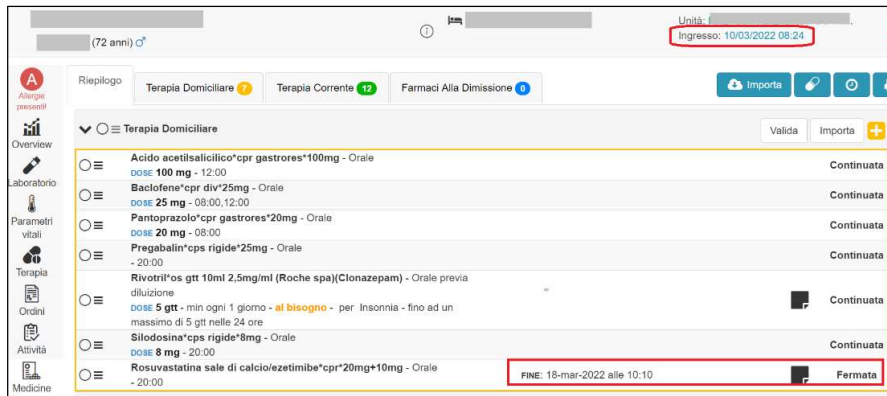 Unità:
(72 anni)
Ingresso: 10/03/2022 08:24
A
Allergie presenti!
Overview
Laboratorio
Parametri vitali
Terapia
Ordini
Attività
Medicine
Riepilogo
Terapia Domiciliare 7
Terapia Corrente 12
Farmaci Alla Dimissione 0
Importa
Terapia Domiciliare
Valida
Importa
Acido acetilsalicilico*cpr gastrores*100mg - Orale
DOSE 100 mg - 12:00
Continuata
Baclofene*cpr div*25mg - Orale
DOSE 25 mg - 08:00,12:00
Continuata
Pantoprazolo*cpr gastrores*20mg - Orale
DOSE 20 mg - 08:00
Continuata
Pregabalin*cps rigide*25mg - Orale
- 20:00
Continuata
Rivotril*os gtt 10ml 2,5mg/ml (Roche spa)(Clonazepam) - Orale previa
diluizione
DOSE 5 gtt - min ogni 1 giorno - al bisogno - per Insonnia - fino ad un
massimo di 5 gtt nelle 24 ore
Continuata
Silodosina*cps rigide*8mg - Orale
DOSE 8 mg - 20:00
Continuata
Rosuvastatina sale di calcio/ezetimibe*cpr*20mg+10mg - Orale
- 20:00
FINE: 18-mar-2022 alle 10:10
Fermata